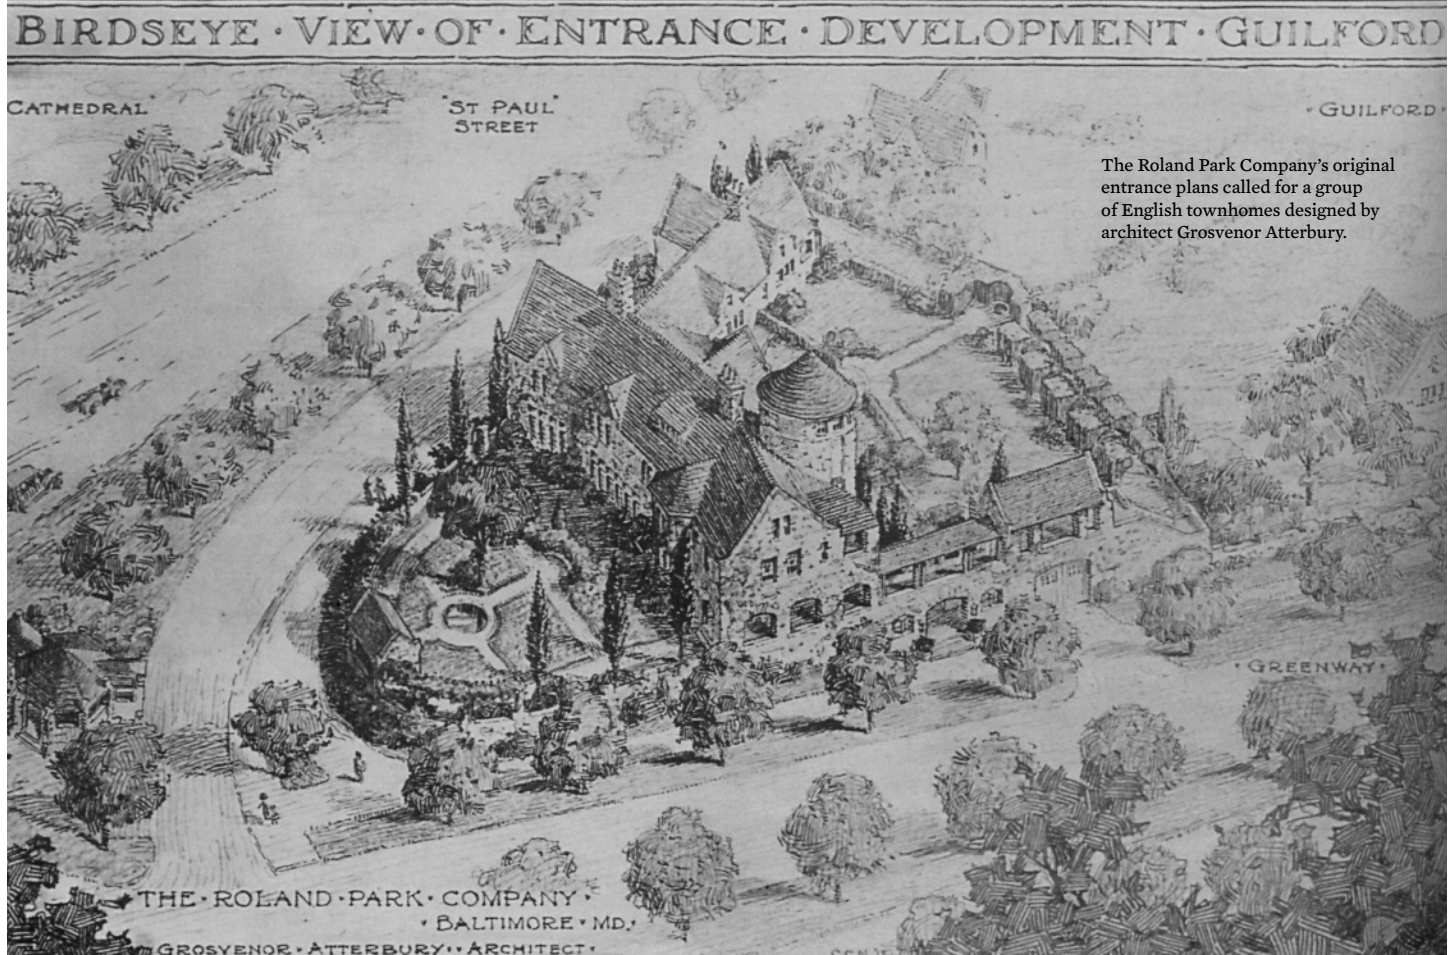 BIRDSEYE · VIEW · OF · ENTRANCE · DEVELOPMENT · GUILFORD
CATHEDRAL"
"ST PAUL"
STREET
· GUILFORD ·
The Roland Park Company’s original
entrance plans called for a group
of English townhomes designed by
architect Grosvenor Atterbury.
· GREENWAY ·
· THE · ROLAND · PARK · COMPANY ·
· BALTIMORE · MD. ·
GROSVENOR · ATTERBURY · · ARCHITECT ·